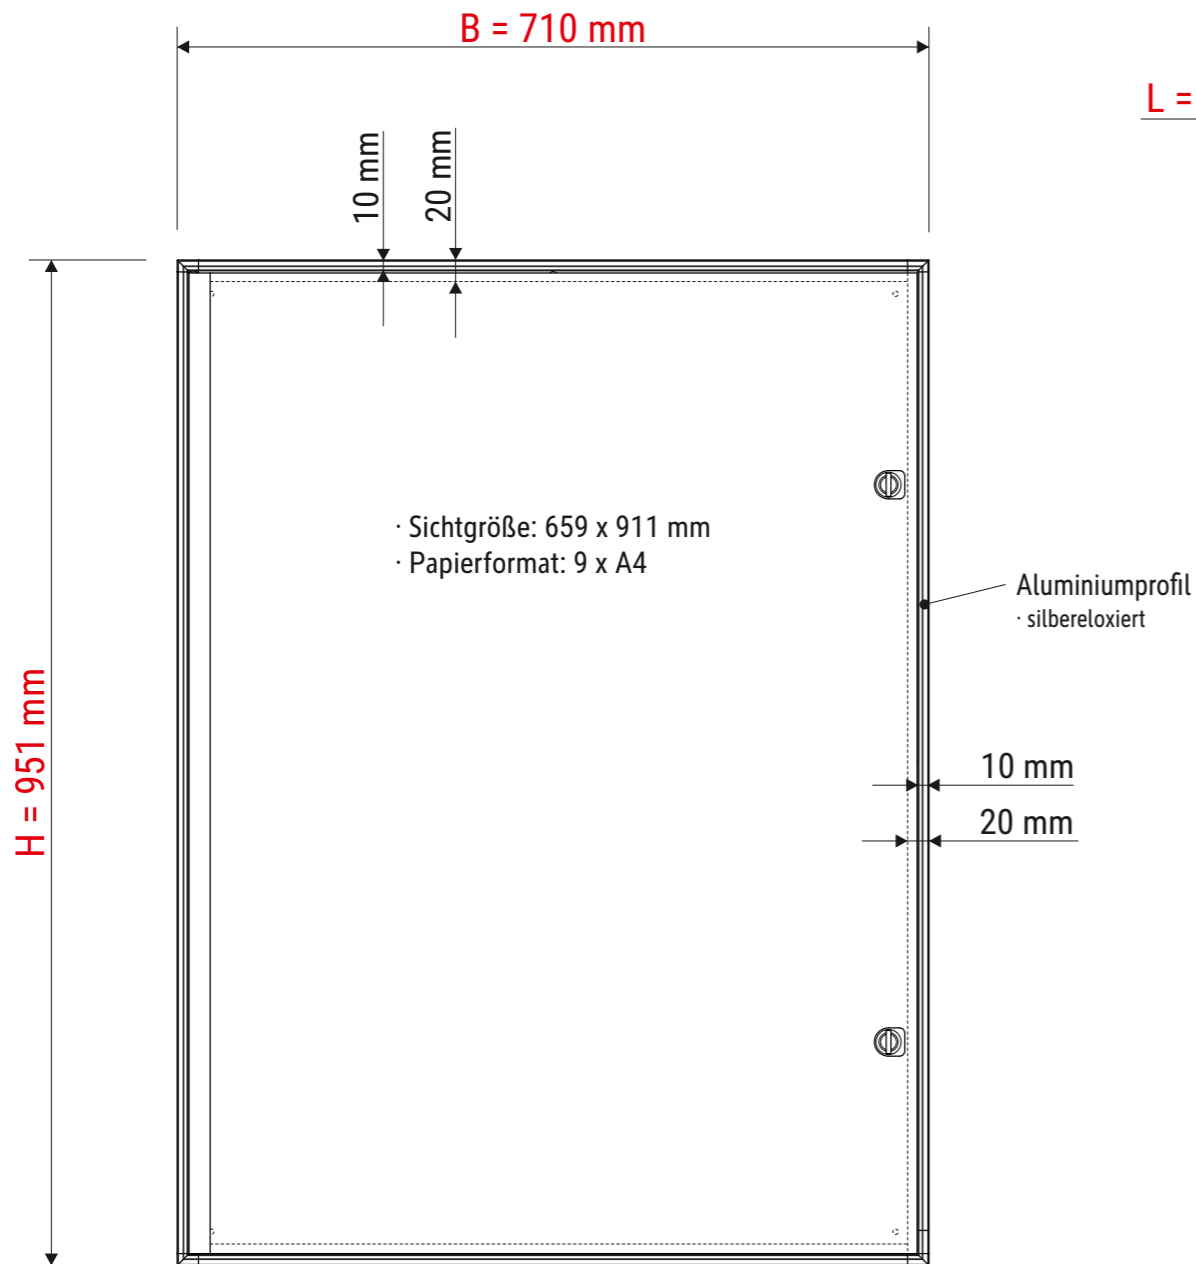 B = 710 mm
L =
10 mm
20 mm
· Sichtgröße: 659 x 911 mm
· Papierformat: 9 x A4
Aluminiumprofil
· silbereloxiert
H = 951 mm
10 mm
20 mm